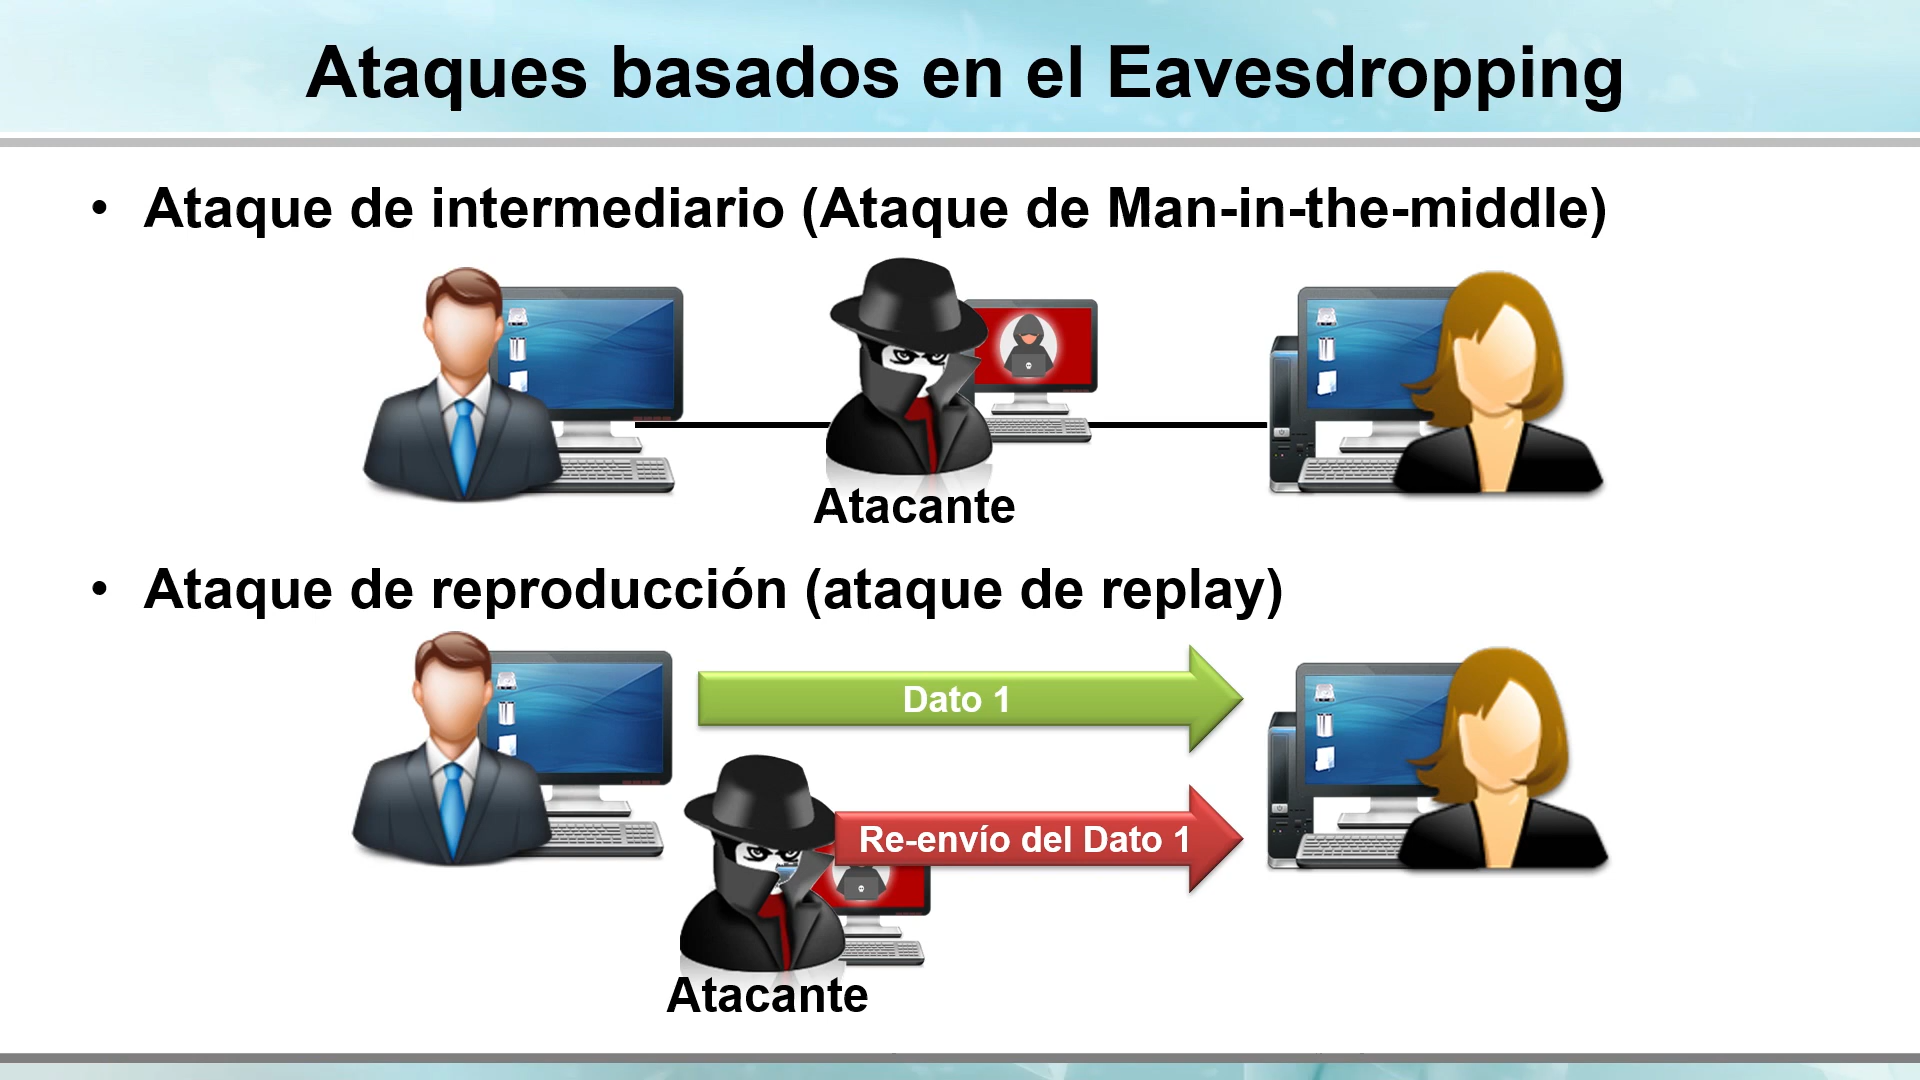 Ataques basados en el Eavesdropping
• Ataque de intermediario (Ataque de Man-in-the-middle)
Atacante
• Ataque de reproducción (ataque de replay)
Dato 1
Re-envío del Dato 1
Atacante